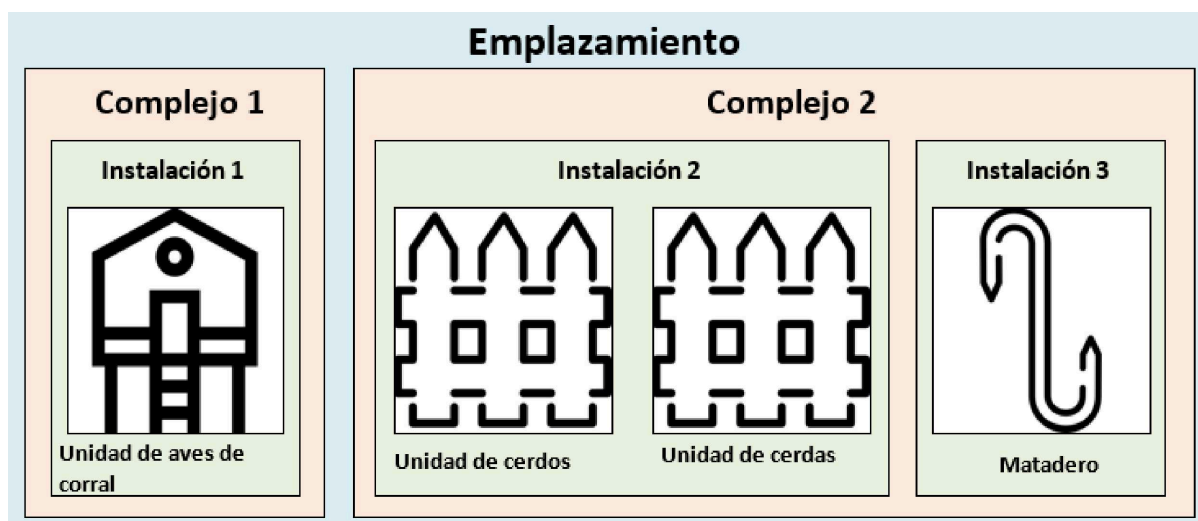 Emplazamiento
Complejo 1
Instalación 1
Unidad de aves de
corral
Complejo 2
Instalación 2
Unidad de cerdos
Unidad de cerdas
Instalación 3
Matadero